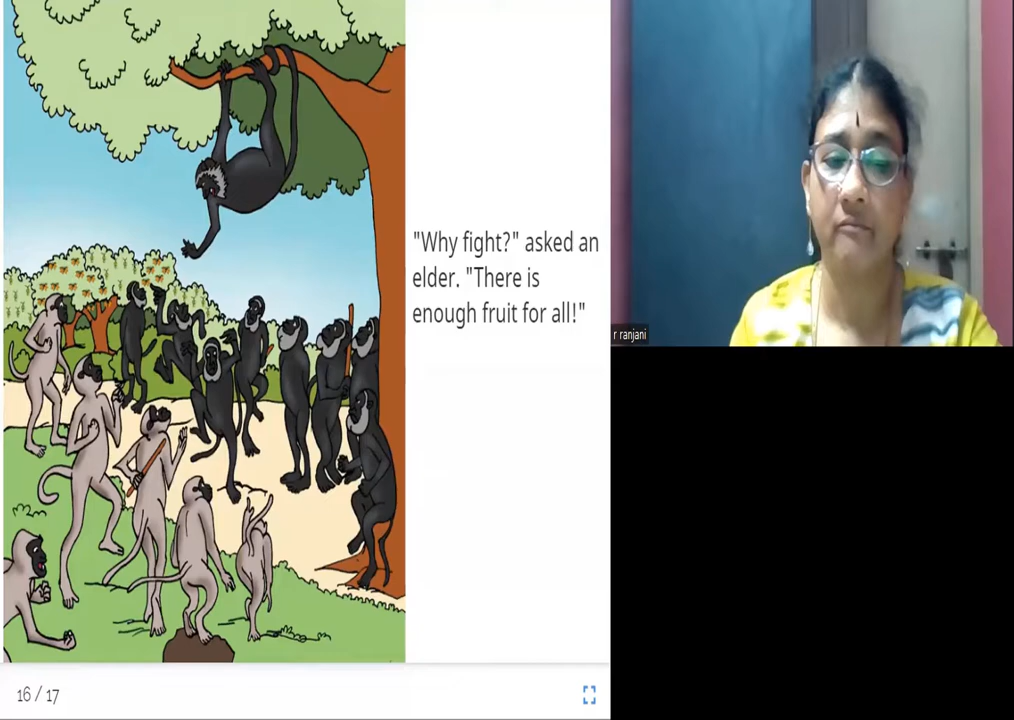 "Why fight?" asked an
elder. "There is
enough fruit for all!"
r ranjani
16 / 17